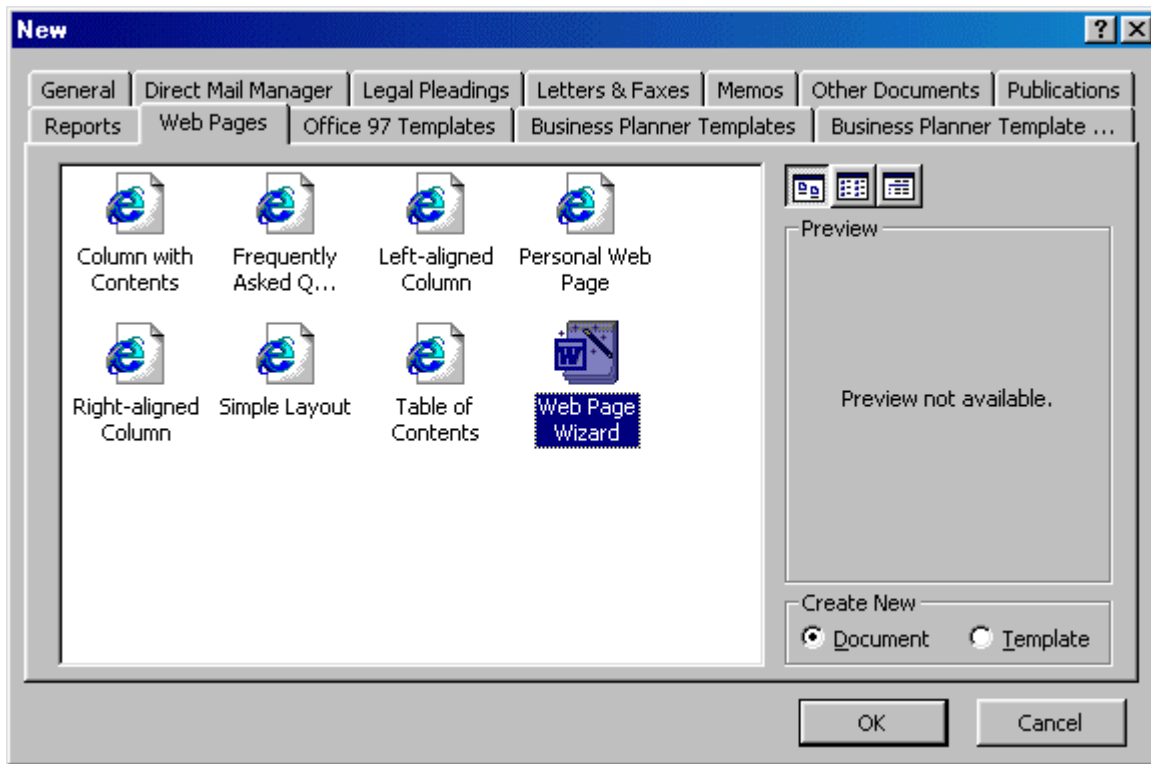 New
General Direct Mail Manager Legal Pleadings Letters & Faxes Memos Other Documents Publications
Reports Web Pages Office 97 Templates Business Planner Templates Business Planner Template ...
Column with
Contents
Frequently
Asked Q...
Left-aligned
Column
Personal Web
Page
Right-aligned
Column
Simple Layout
Table of
Contents
Web Page
Wizard
Preview
Preview not available.
Create New
Document Template
OK Cancel